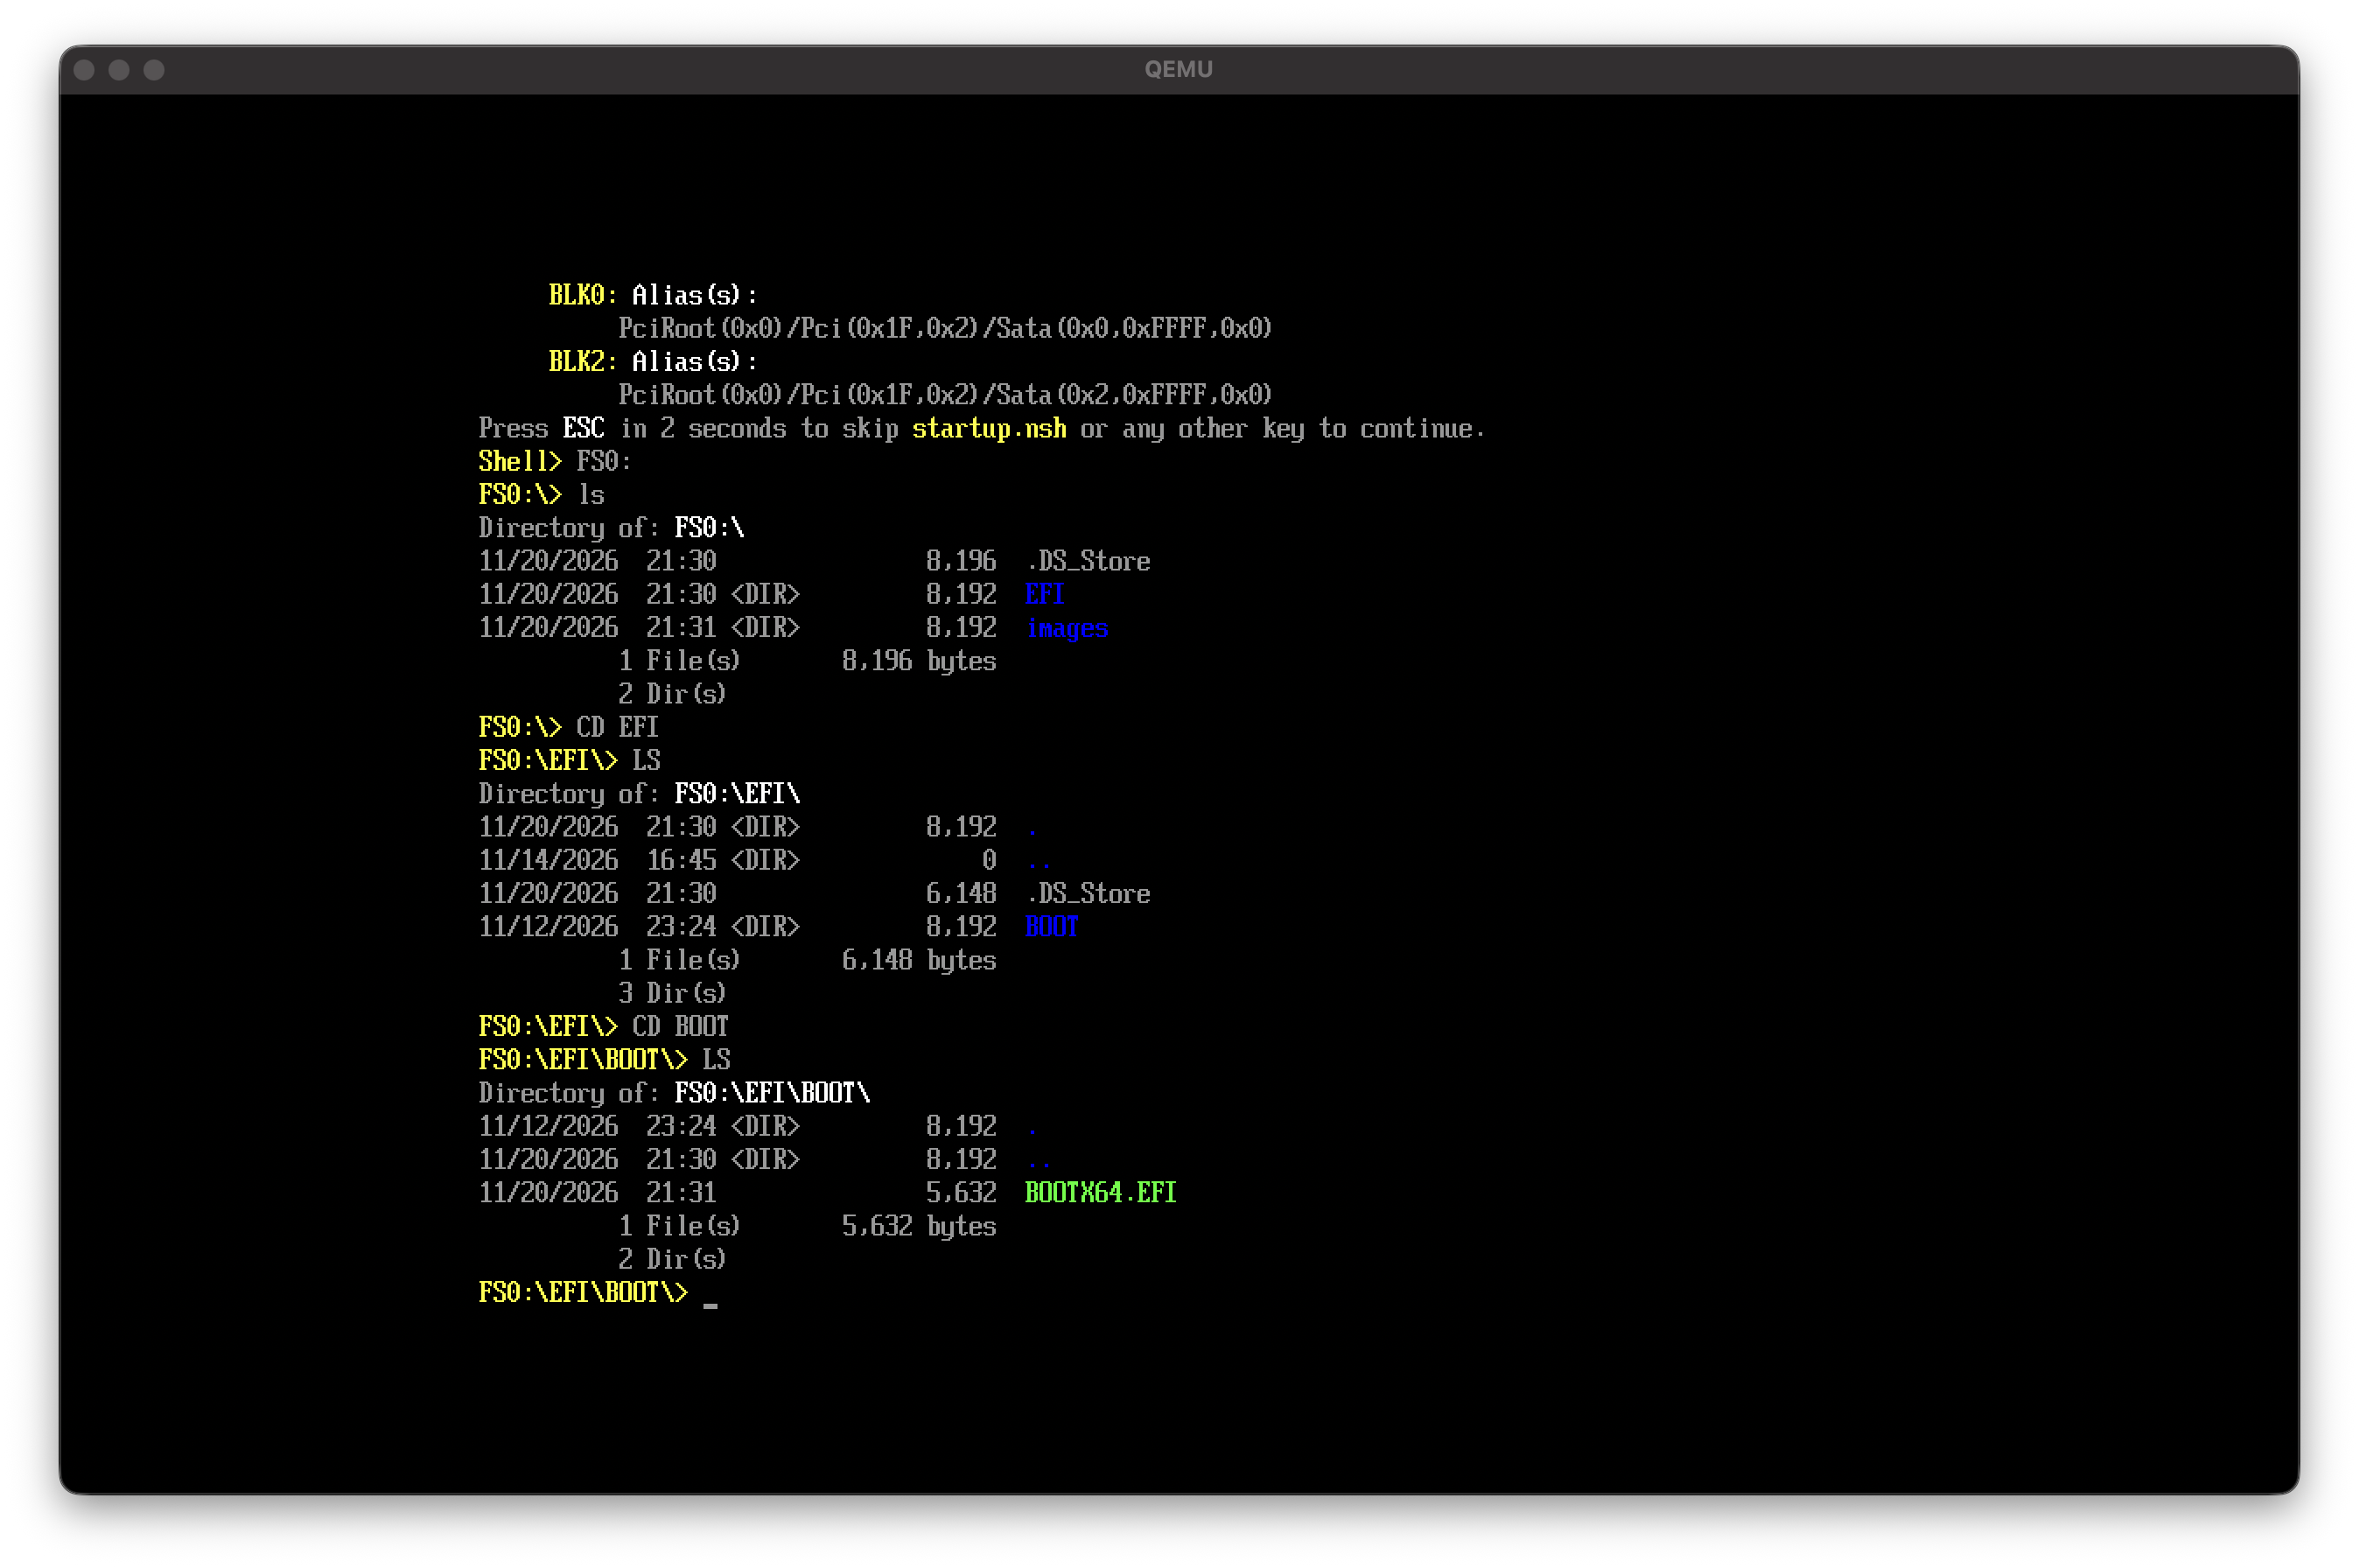 QEMU
BLK0: Alias(s):
PciRoot(0x0)/Pci(0x1F,0x2)/Sata(0x0,0xFFFF,0x0)
BLK2: Alias(s):
PciRoot(0x0)/Pci(0x1F,0x2)/Sata(0x2,0xFFFF,0x0)
Press ESC in 2 seconds to skip startup.nsh or any other key to continue.
Shell> FS0:
FS0:\> ls
Directory of: FS0:\
11/20/2026  21:30               8,196  .DS_Store
11/20/2026  21:30 <DIR>         8,192  EFI
11/20/2026  21:31 <DIR>         8,192  images
          1 File(s)       8,196 bytes
          2 Dir(s)
FS0:\> CD EFI
FS0:\EFI\> LS
Directory of: FS0:\EFI\
11/20/2026  21:30 <DIR>         8,192  .
11/14/2026  16:45 <DIR>             0  ..
11/20/2026  21:30               6,148  .DS_Store
11/12/2026  23:24 <DIR>         8,192  BOOT
          1 File(s)       6,148 bytes
          3 Dir(s)
FS0:\EFI\> CD BOOT
FS0:\EFI\BOOT\> LS
Directory of: FS0:\EFI\BOOT\
11/12/2026  23:24 <DIR>         8,192  .
11/20/2026  21:30 <DIR>         8,192  ..
11/20/2026  21:31               5,632  BOOTX64.EFI
          1 File(s)       5,632 bytes
          2 Dir(s)
FS0:\EFI\BOOT\> _